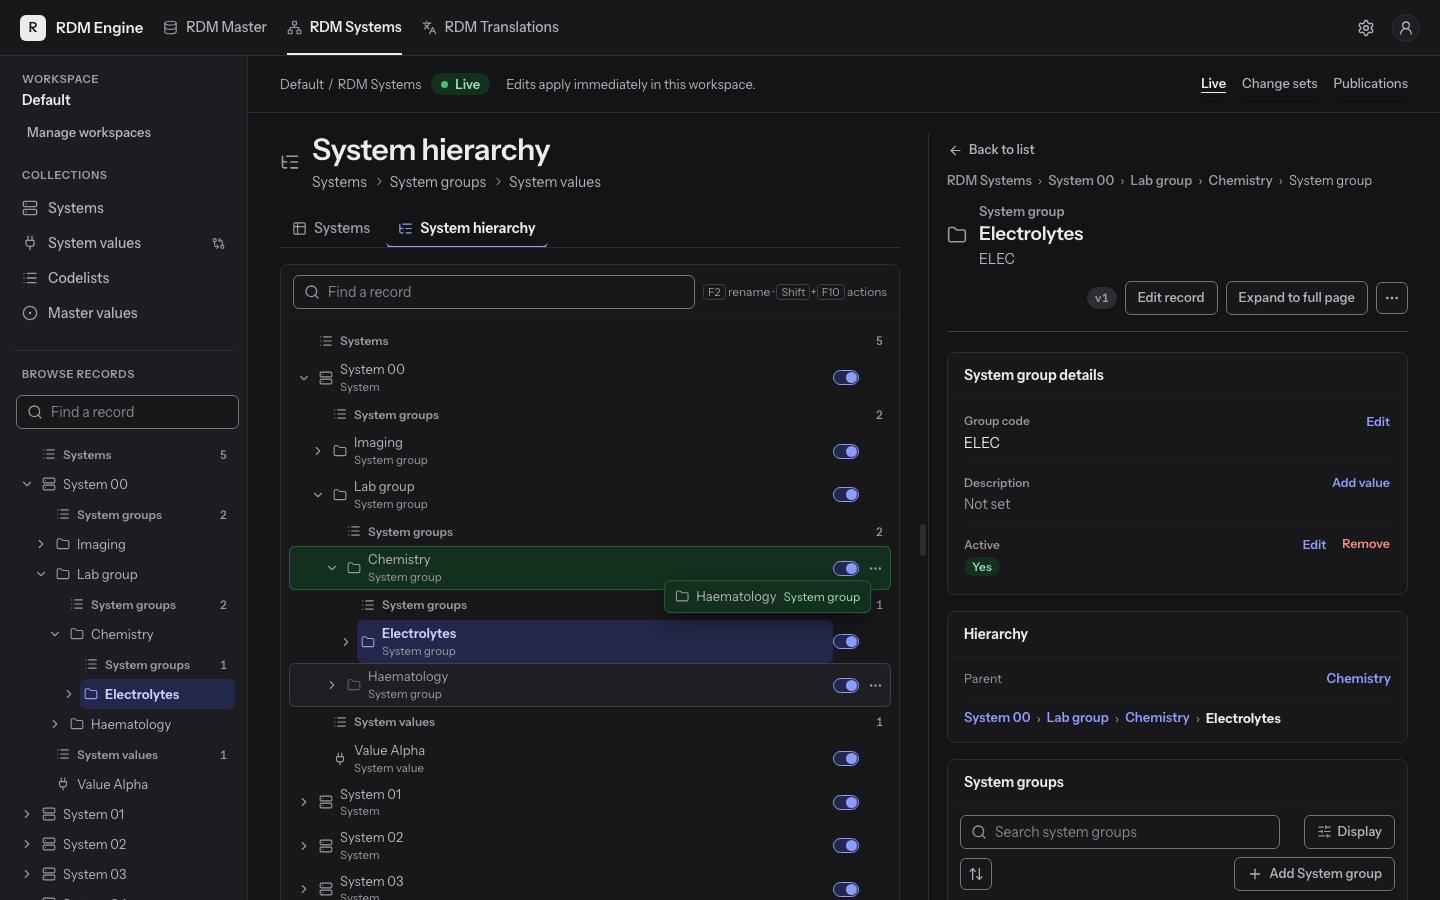 R RDM Engine RDM Master RDM Systems RDM Translations
WORKSPACE
Default
Manage workspaces
COLLECTIONS
Systems
System values
Codelists
Master values
BROWSE RECORDS
Find a record
Systems 5
System 00
System groups 2
Imaging
Lab group
System groups 2
Chemistry
System groups 1
Electrolytes
Haematology
System values 1
Value Alpha
System 01
System 02
System 03
Default / RDM Systems Live Edits apply immediately in this workspace.
Live Change sets Publications
System hierarchy
Systems › System groups › System values
Systems System hierarchy
Find a record F2 rename · Shift + F10 actions
Systems 5
System 00
System
System groups 2
Imaging
System group
Lab group
System group
System groups 2
Chemistry
System group
Haematology System group
System groups 1
Electrolytes
System group
Haematology
System group
System values 1
Value Alpha
System value
System 01
System
System 02
System
System 03
System
Back to list
RDM Systems › System 00 › Lab group › Chemistry › System group
System group
Electrolytes
ELEC
v1 Edit record Expand to full page
System group details
Group code Edit
ELEC
Description Add value
Not set
Active Edit Remove
Yes
Hierarchy
Parent Chemistry
System 00 › Lab group › Chemistry › Electrolytes
System groups
Search system groups Display
Add System group